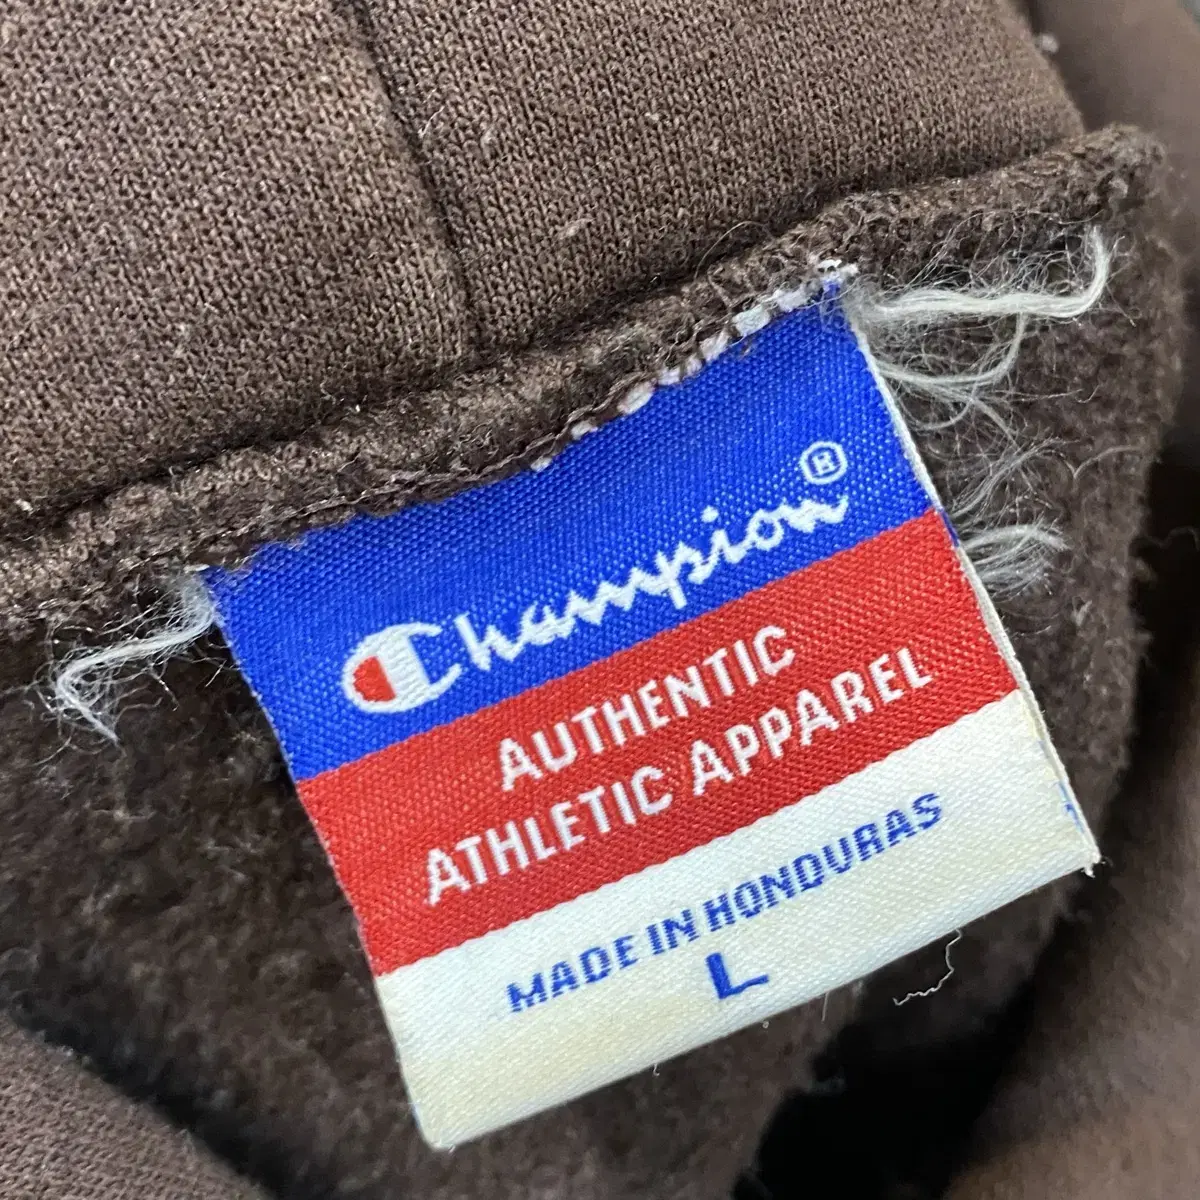 Champion®
AUTHENTIC
ATHLETIC APPAREL
MADE IN HONDURAS
L